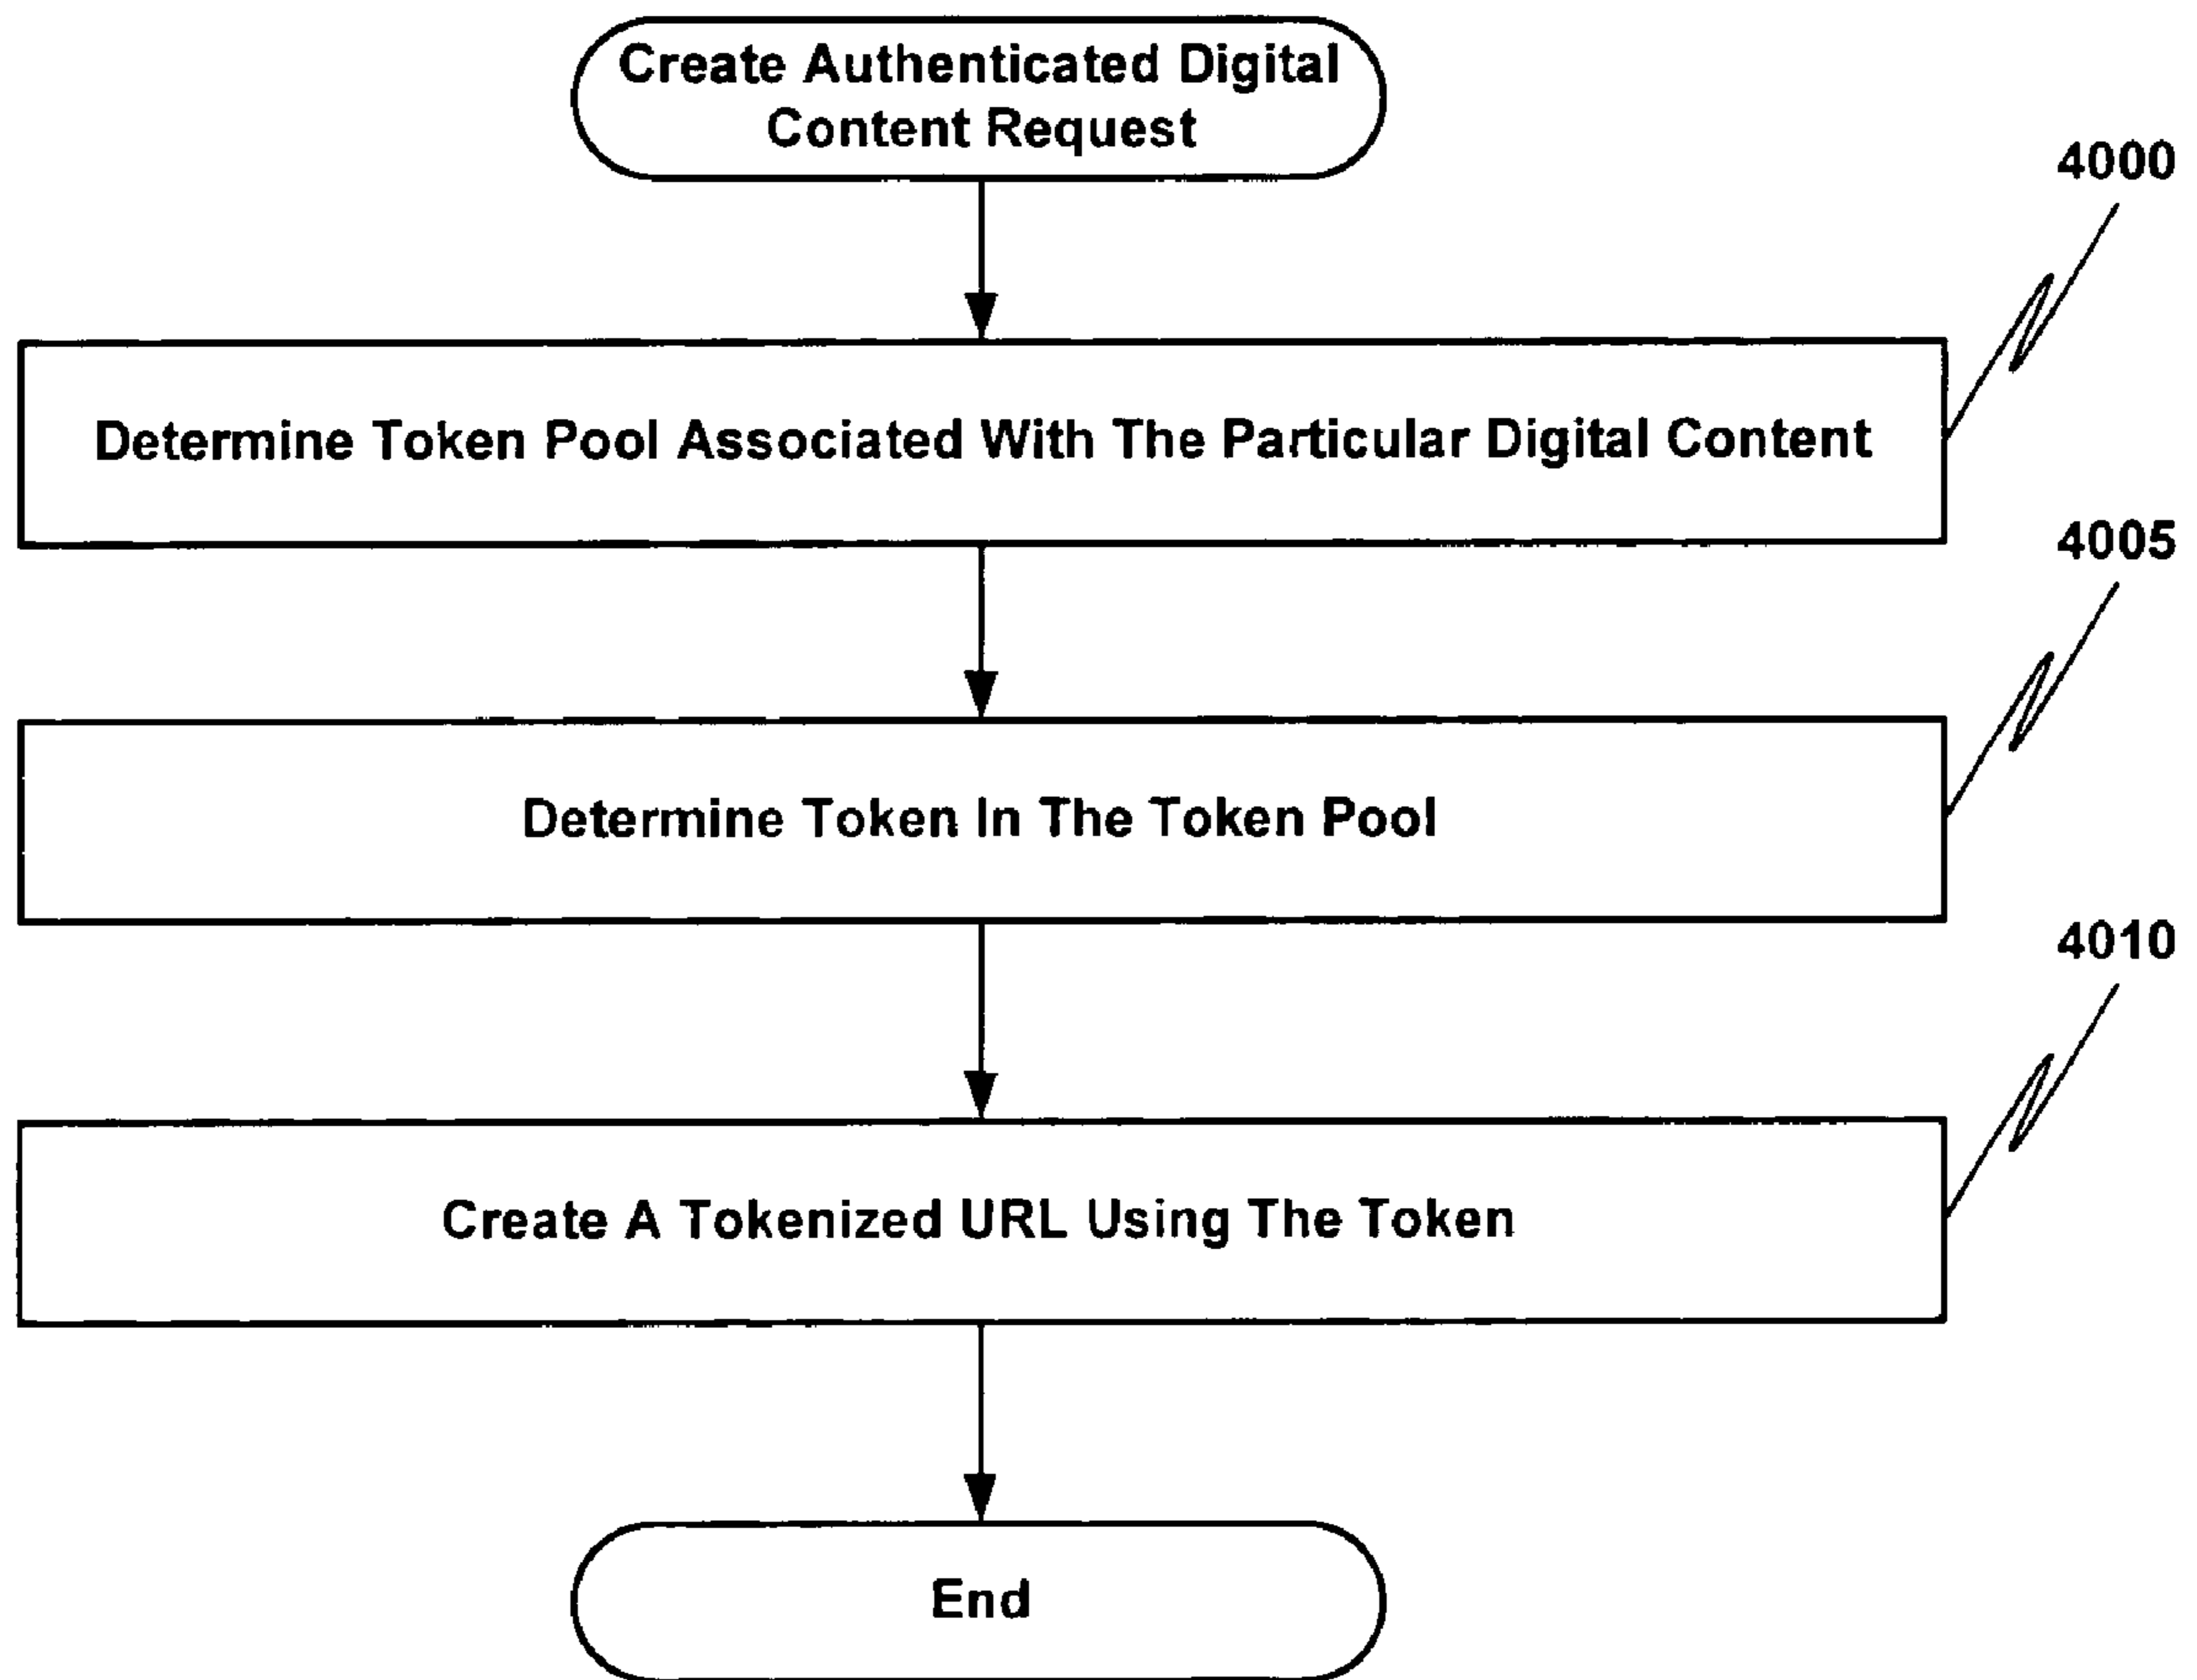 Create Authenticated Digital
Content Request
4000
Determine Token Pool Associated With The Particular Digital Content
4005
Determine Token In The Token Pool
4010
Create A Tokenized URL Using The Token
End